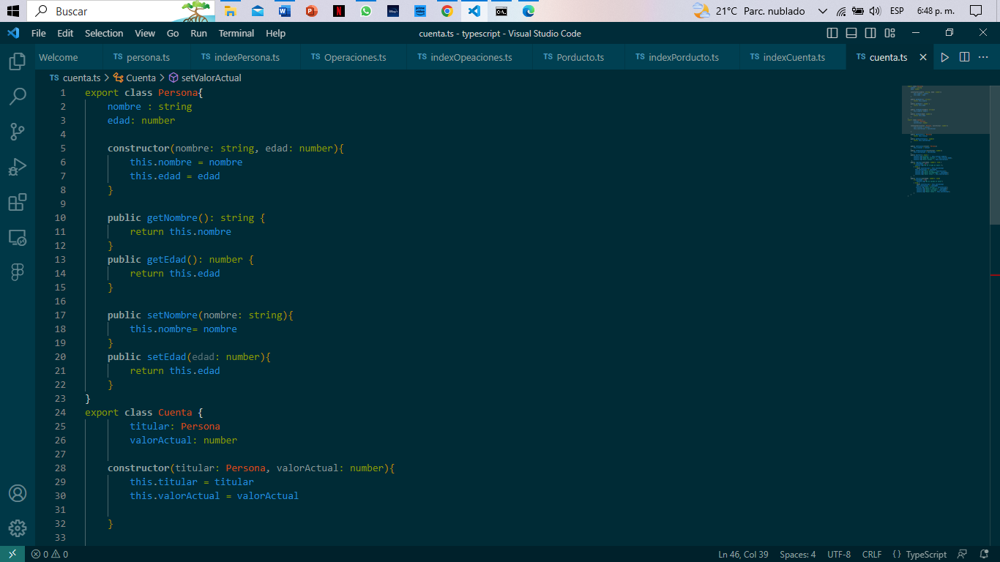 Buscar
21°C Parc. nublado
ESP
6:48 p. m.
File Edit Selection View Go Run Terminal Help
cuenta.ts - typescript - Visual Studio Code
Welcome
TS persona.ts
TS indexPersona.ts
TS Operaciones.ts
TS indexOpeaciones.ts
TS Porducto.ts
TS indexPorducto.ts
TS indexCuenta.ts
TS cuenta.ts
TS cuenta.ts > Cuenta > setValorActual
1 export class Persona{
2     nombre : string
3     edad: number
4
5     constructor(nombre: string, edad: number){
6         this.nombre = nombre
7         this.edad = edad
8     }
9
10     public getNombre(): string {
11         return this.nombre
12     }
13     public getEdad(): number {
14         return this.edad
15     }
16
17     public setNombre(nombre: string){
18         this.nombre= nombre
19     }
20     public setEdad(edad: number){
21         return this.edad
22     }
23 }
24 export class Cuenta {
25         titular: Persona
26         valorActual: number
27
28     constructor(titular: Persona, valorActual: number){
29         this.titular = titular
30         this.valorActual = valorActual
31
32     }
33
0 0
Ln 46, Col 39
Spaces: 4
UTF-8
CRLF
{ } TypeScript